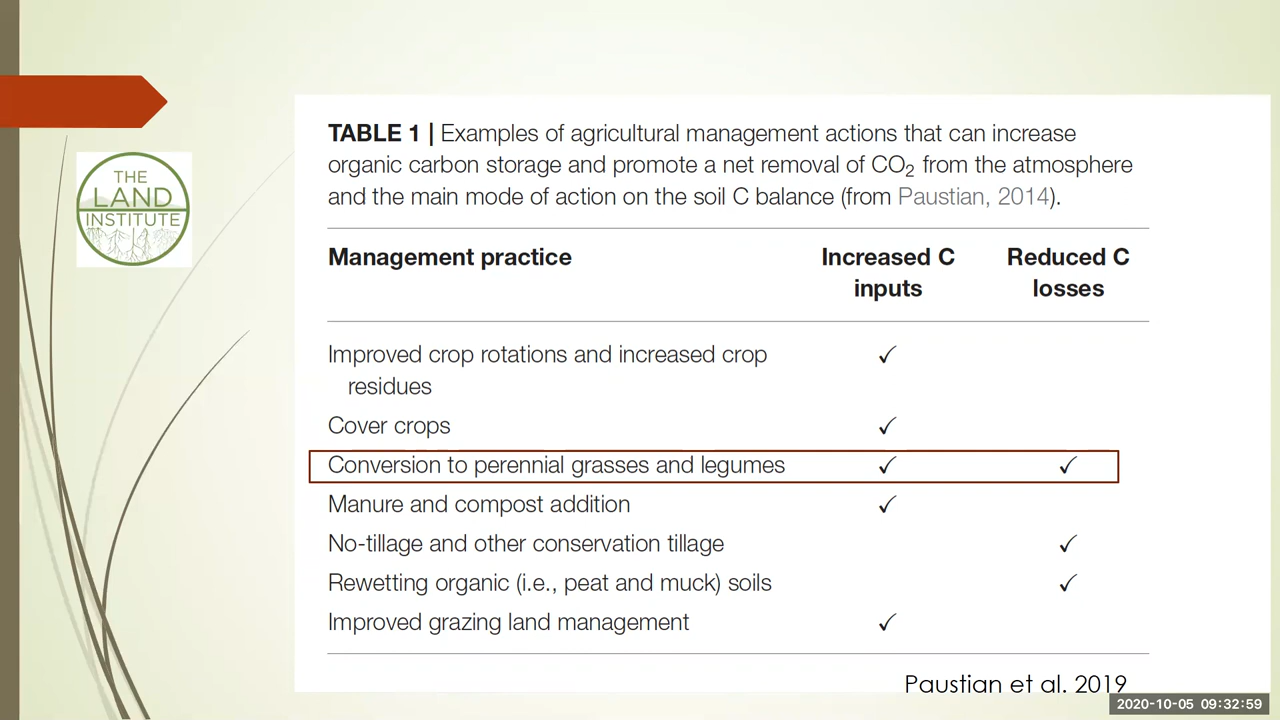 THE
LAND
INSTITUTE
TABLE 1 | Examples of agricultural management actions that can increase
organic carbon storage and promote a net removal of CO₂ from the atmosphere
and the main mode of action on the soil C balance (from Paustian, 2014).
Management practice Increased C Reduced C
inputs losses
Improved crop rotations and increased crop ✓
residues
Cover crops ✓
Conversion to perennial grasses and legumes ✓ ✓
Manure and compost addition ✓
No-tillage and other conservation tillage ✓
Rewetting organic (i.e., peat and muck) soils ✓
Improved grazing land management ✓
Paustian et al. 2019
2020-10-05 09:32:59